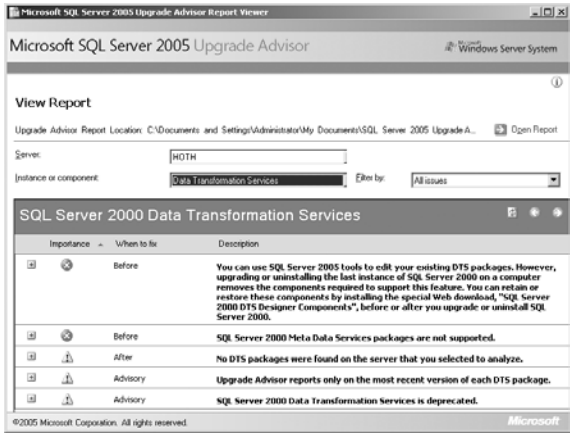 Microsoft SQL Server 2005 Upgrade Advisor Report Viewer
Microsoft SQL Server 2005 Upgrade Advisor
Microsoft Windows Server System
View Report
Upgrade Advisor Report Location: C:\Documents and Settings\Administrator\My Documents\SQL Server 2005 Upgrade A... Open Report
Server: HOTH
Instance or component: Data Transformation Services Filter by: All issues
SQL Server 2000 Data Transformation Services
Importance When to fix Description
Before You can use SQL Server 2005 tools to edit your existing DTS packages. However,
upgrading or uninstalling the last instance of SQL Server 2000 on a computer
removes the components required to support this feature. You can retain or
restore these components by installing the special Web download, "SQL Server
2000 DTS Designer Components", before or after you upgrade or uninstall SQL
Server 2000.
Before SQL Server 2000 Meta Data Services packages are not supported.
After No DTS packages were found on the server that you selected to analyze.
Advisory Upgrade Advisor reports only on the most recent version of each DTS package.
Advisory SQL Server 2000 Data Transformation Services is deprecated.
©2005 Microsoft Corporation. All rights reserved. Microsoft